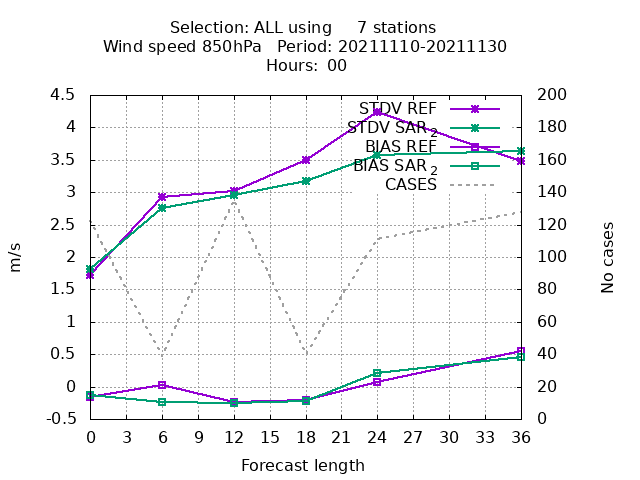 Selection: ALL using 7 stations
Wind speed 850hPa Period: 20211110-20211130
Hours: 00
4.5 200
STDV REF
4 180
STDV SAR 2
BIAS REF
3.5 160
BIAS SAR 2
CASES
3 140
2.5 120
2 100
1.5 80
1 60
0.5 40
0 20
-0.5 0
m/s
No cases
0 3 6 9 12 15 18 21 24 27 30 33 36
Forecast length